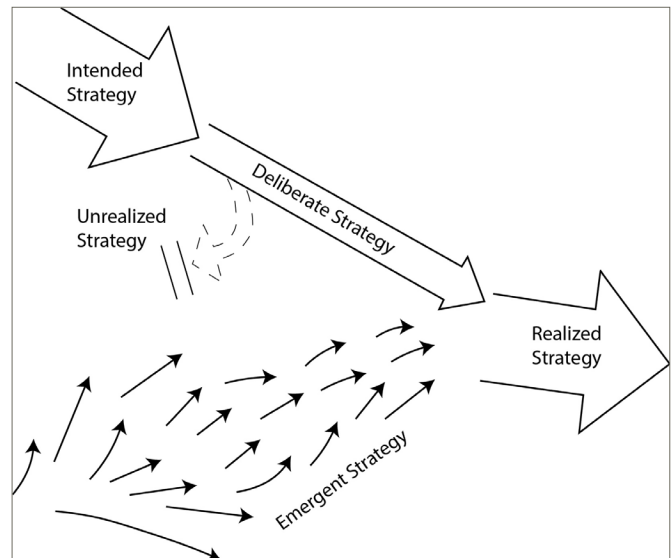 Intended
Strategy
Deliberate Strategy
Unrealized
Strategy
Realized
Strategy
Emergent Strategy